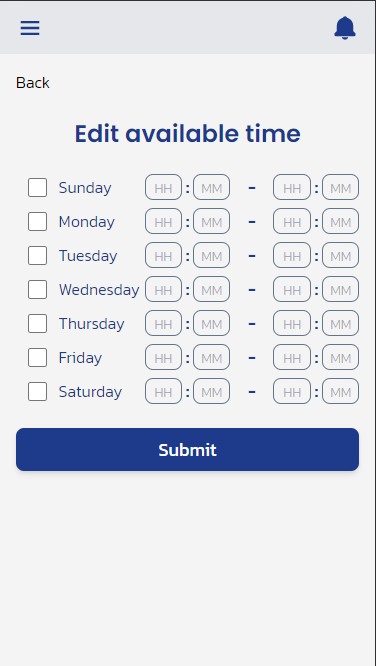 Back
Edit available time
Sunday HH : MM - HH : MM
Monday HH : MM - HH : MM
Tuesday HH : MM - HH : MM
Wednesday HH : MM - HH : MM
Thursday HH : MM - HH : MM
Friday HH : MM - HH : MM
Saturday HH : MM - HH : MM
Submit